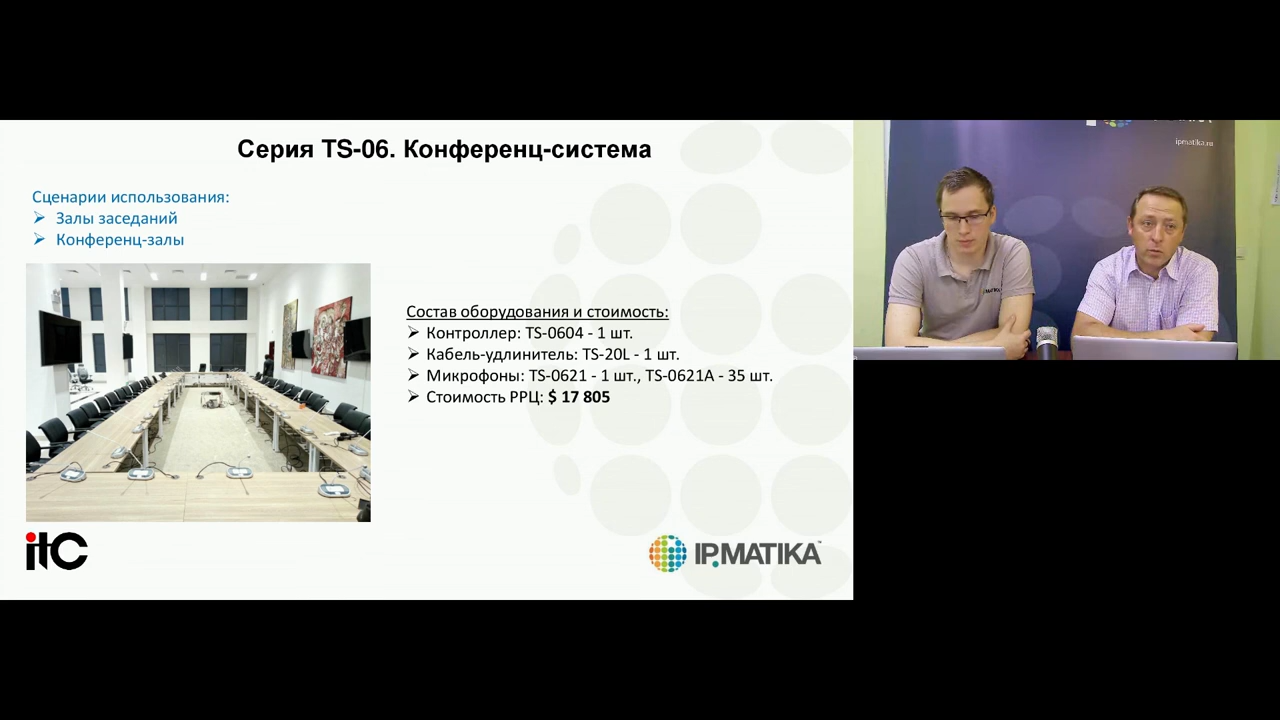 Серия TS-06. Конференц-система
Сценарии использования:
Залы заседаний
Конференц-залы
Состав оборудования и стоимость:
Контроллер: TS-0604 - 1 шт.
Кабель-удлинитель: TS-20L - 1 шт.
Микрофоны: TS-0621 - 1 шт., TS-0621A - 35 шт.
Стоимость РРЦ: $ 17 805
itC
IP.MATIKA™
ipmatika.ru